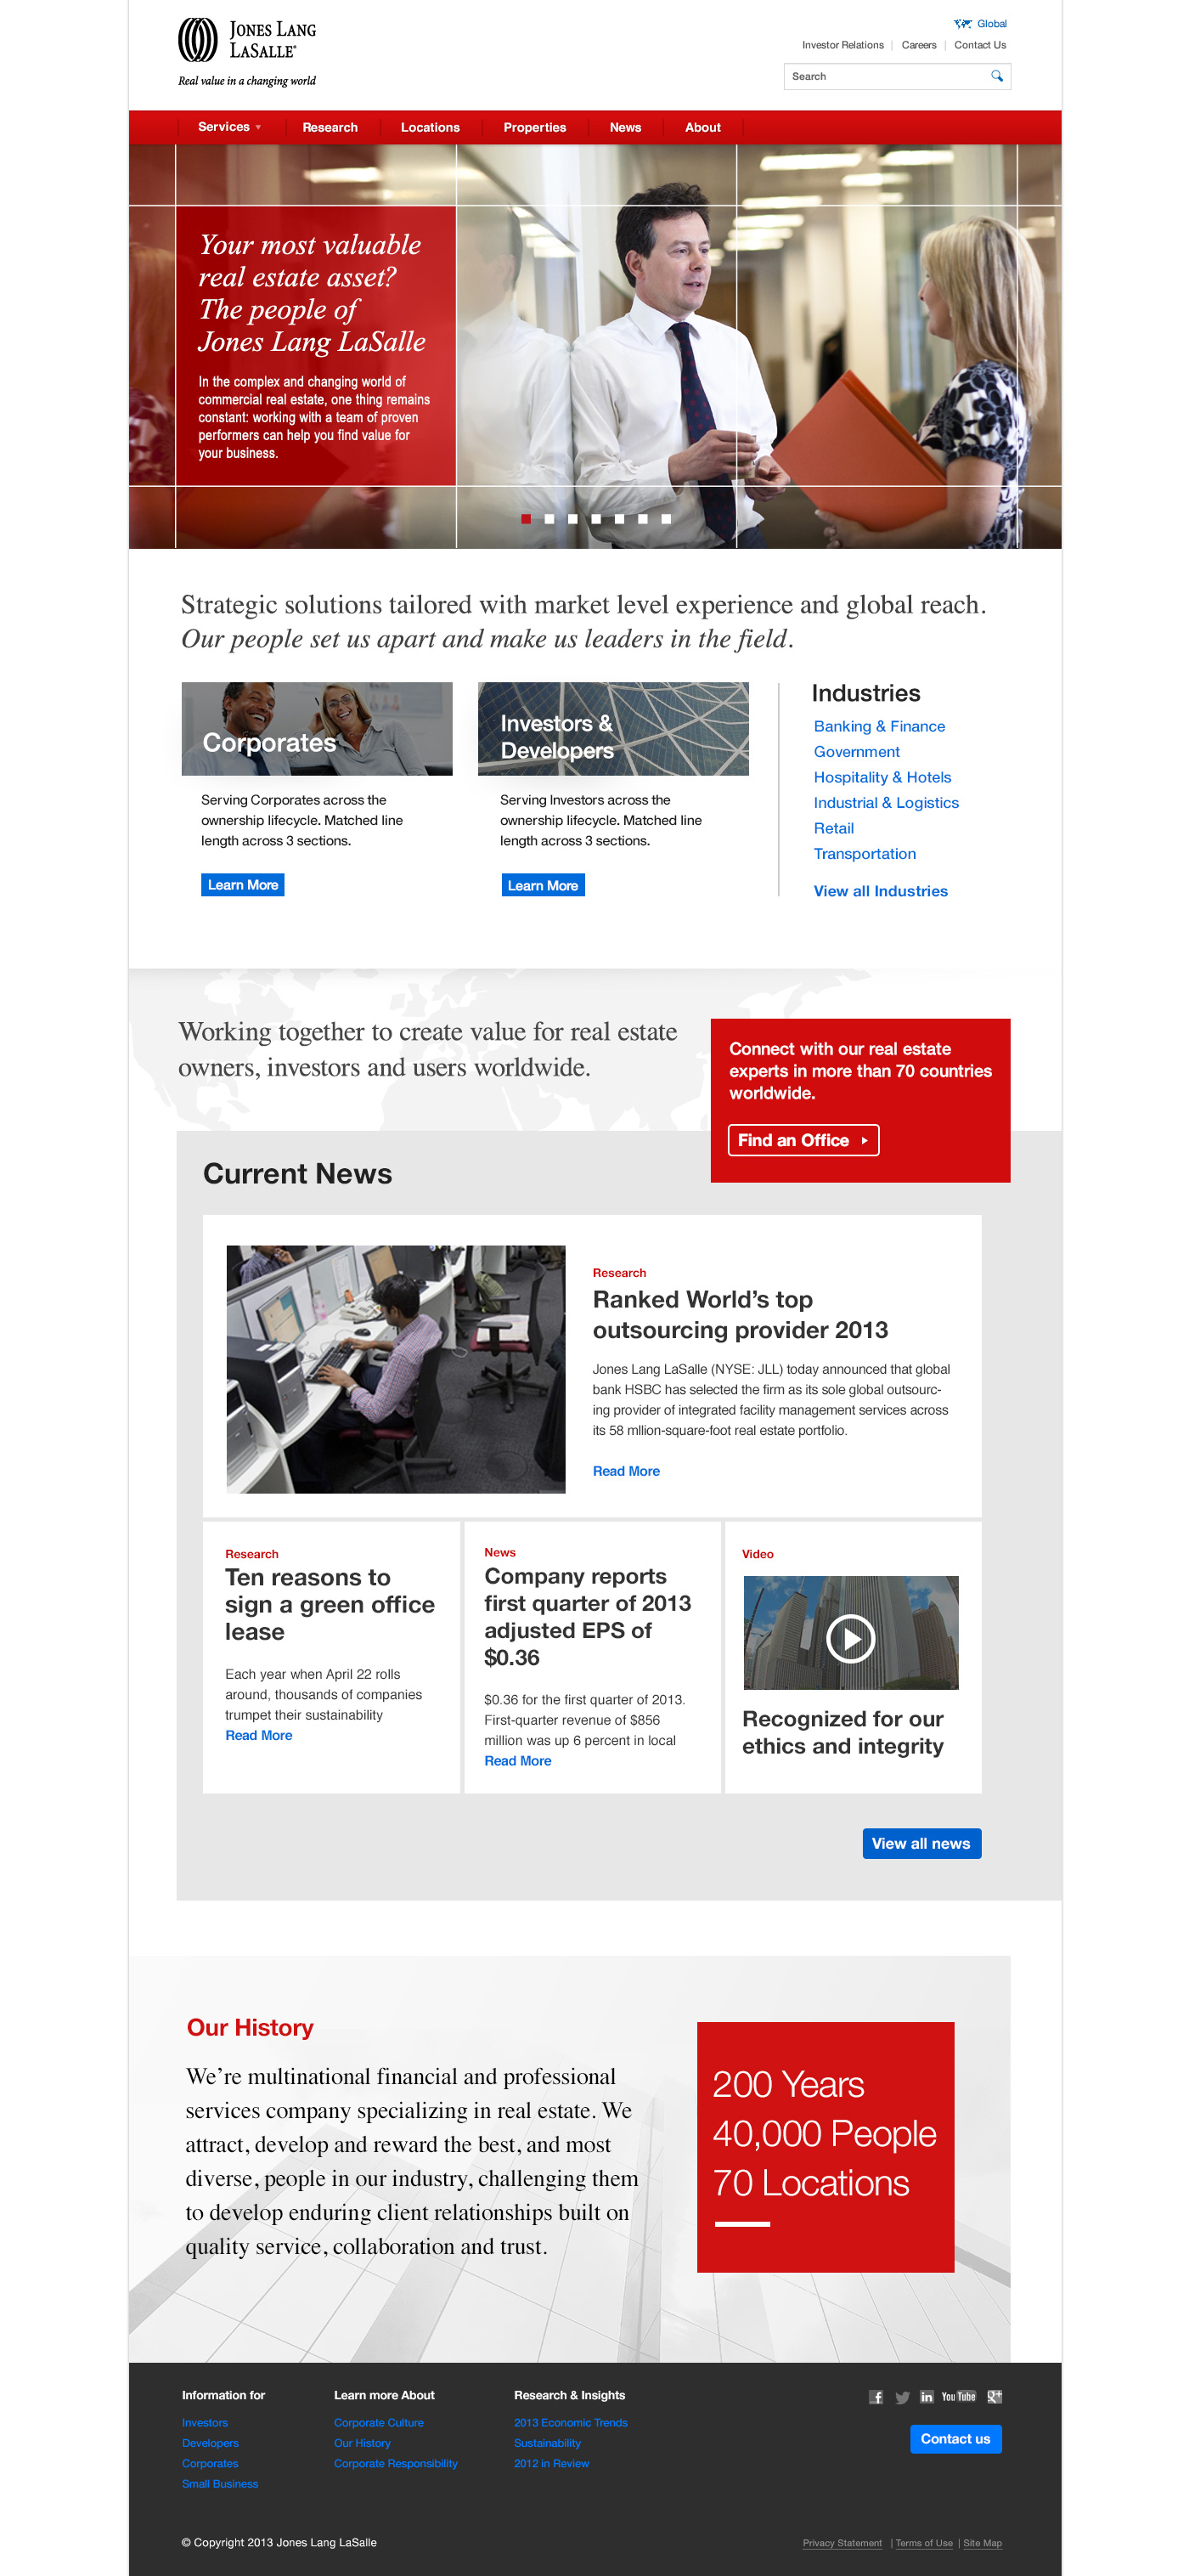 JONES LANG
LASALLE®
Real value in a changing world
Global
Investor Relations | Careers | Contact Us
Search
Services Research Locations Properties News About
Your most valuable
real estate asset?
The people of
Jones Lang LaSalle
In the complex and changing world of
commercial real estate, one thing remains
constant: working with a team of proven
performers can help you find value for
your business.
Strategic solutions tailored with market level experience and global reach.
Our people set us apart and make us leaders in the field.
Corporates
Serving Corporates across the
ownership lifecycle. Matched line
length across 3 sections.
Learn More
Investors &
Developers
Serving Investors across the
ownership lifecycle. Matched line
length across 3 sections.
Learn More
Industries
Banking & Finance
Government
Hospitality & Hotels
Industrial & Logistics
Retail
Transportation
View all Industries
Working together to create value for real estate
owners, investors and users worldwide.
Connect with our real estate
experts in more than 70 countries
worldwide.
Find an Office
Current News
Research
Ranked World’s top
outsourcing provider 2013
Jones Lang LaSalle (NYSE: JLL) today announced that global
bank HSBC has selected the firm as its sole global outsourc-
ing provider of integrated facility management services across
its 58 mllion-square-foot real estate portfolio.
Read More
Research
Ten reasons to
sign a green office
lease
Each year when April 22 rolls
around, thousands of companies
trumpet their sustainability
Read More
News
Company reports
first quarter of 2013
adjusted EPS of
$0.36
$0.36 for the first quarter of 2013.
First-quarter revenue of $856
million was up 6 percent in local
Read More
Video
Recognized for our
ethics and integrity
View all news
Our History
We’re multinational financial and professional
services company specializing in real estate. We
attract, develop and reward the best, and most
diverse, people in our industry, challenging them
to develop enduring client relationships built on
quality service, collaboration and trust.
200 Years
40,000 People
70 Locations
Information for
Investors
Developers
Corporates
Small Business
Learn more About
Corporate Culture
Our History
Corporate Responsibility
Research & Insights
2013 Economic Trends
Sustainability
2012 in Review
f in You Tube g+
Contact us
© Copyright 2013 Jones Lang LaSalle
Privacy Statement | Terms of Use | Site Map